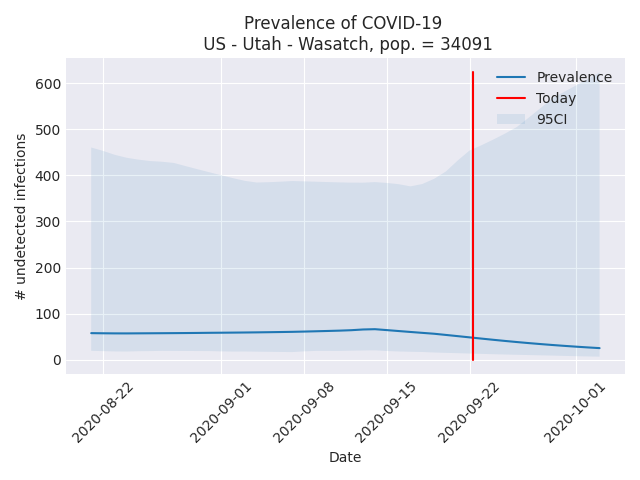 Prevalence of COVID-19
US - Utah - Wasatch, pop. = 34091
Prevalence
Today
95CI
# undetected infections
600
500
400
300
200
100
0
2020-08-22
2020-09-01
2020-09-08
2020-09-15
2020-09-22
2020-10-01
Date